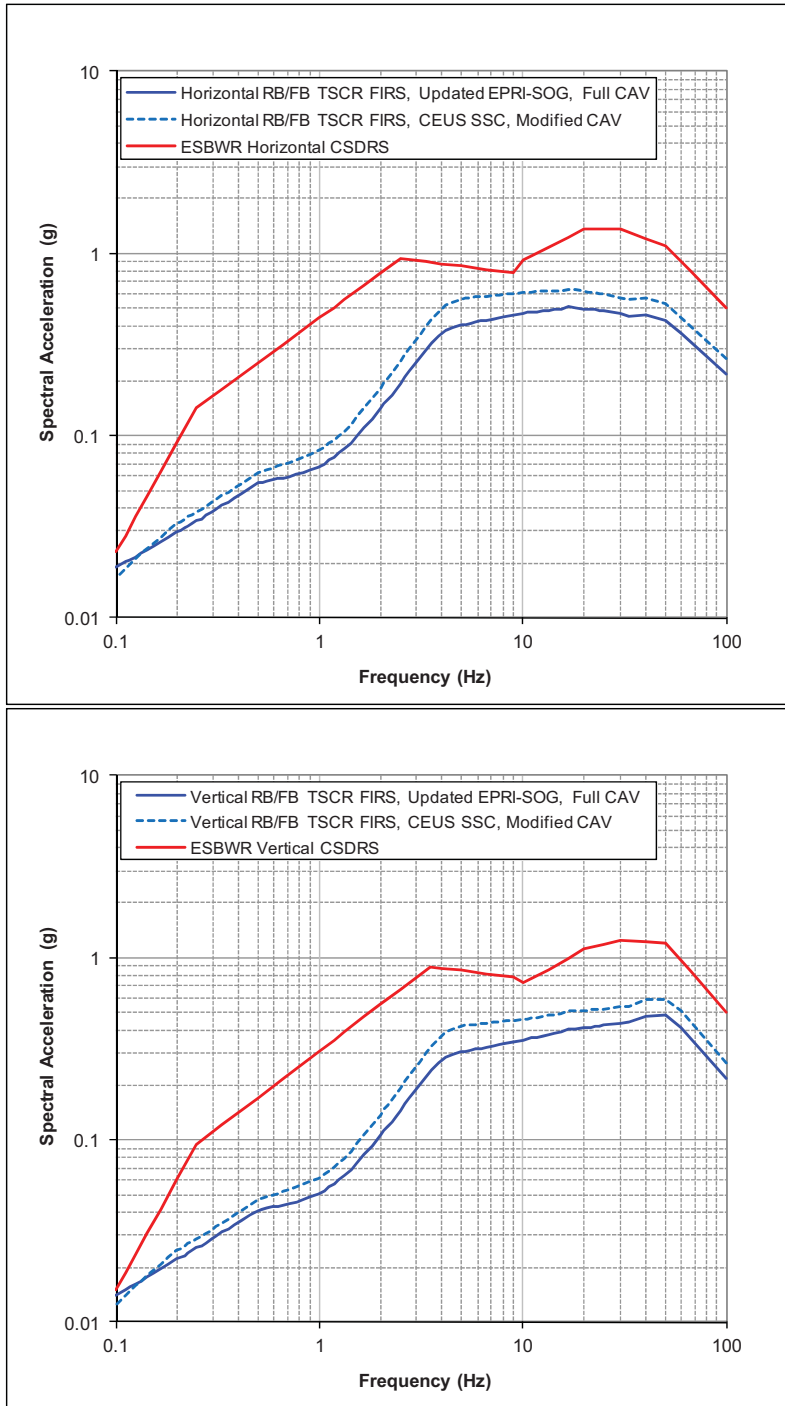 10
Horizontal RB/FB TSCR FIRS, Updated EPRI-SOG, Full CAV
Horizontal RB/FB TSCR FIRS, CEUS SSC, Modified CAV
ESBWR Horizontal CSDRS
1
0.1
0.01
Spectral Acceleration (g)
0.1 1 10 100
Frequency (Hz)
10
Vertical RB/FB TSCR FIRS, Updated EPRI-SOG, Full CAV
Vertical RB/FB TSCR FIRS, CEUS SSC, Modified CAV
ESBWR Vertical CSDRS
1
0.1
0.01
Spectral Acceleration (g)
0.1 1 10 100
Frequency (Hz)